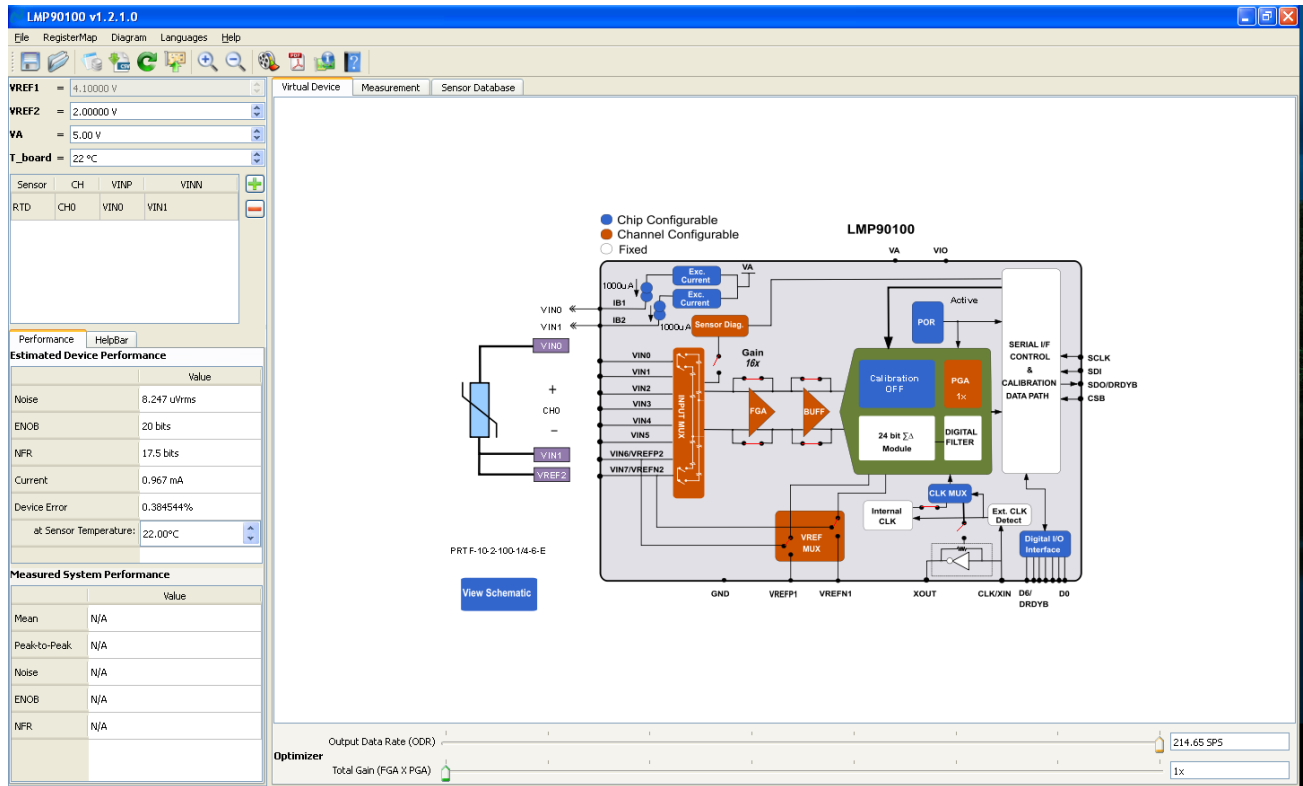 LMP90100 v1.2.1.0
File RegisterMap Diagram Languages Help
VREF1 = 4.10000 V
VREF2 = 2.00000 V
VA = 5.00 V
T_board = 22 °C
Sensor CH VINP VINN
RTD CH0 VIN0 VIN1
Performance HelpBar
Estimated Device Performance
Value
Noise 8.247 uVrms
ENOB 20 bits
NFR 17.5 bits
Current 0.967 mA
Device Error 0.384544%
at Sensor Temperature: 22.00°C
Measured System Performance
Value
Mean N/A
Peak-to-Peak N/A
Noise N/A
ENOB N/A
NFR N/A
Virtual Device Measurement Sensor Database
Chip Configurable
Channel Configurable
Fixed
LMP90100
VA VIO
VA
Exc.
Current
Exc.
Current
1000uA
IB1
IB2
1000uA
VIN0
VIN1
Sensor Diag.
Active
POR
SERIAL I/F
CONTROL
&
CALIBRATION
DATA PATH
SCLK
SDI
SDO/DRDYB
CSB
VIN0
+
CH0
–
VIN1
VREF2
VIN0
VIN1
VIN2
VIN3
VIN4
VIN5
VIN6/VREFP2
VIN7/VREFN2
INPUT MUX
Gain
16x
FGA
BUFF
Calibration
OFF
PGA
1x
24 bit ∑∆
Module
DIGITAL
FILTER
CLK MUX
Internal
CLK
Ext. CLK
Detect
VREF
MUX
Digital I/O
Interface
PRT F-10-2-100-1/4-6-E
View Schematic
GND VREFP1 VREFN1 XOUT CLK/XIN D6/
DRDYB
D0
Optimizer
Output Data Rate (ODR) 214.65 SPS
Total Gain (FGA X PGA) 1x